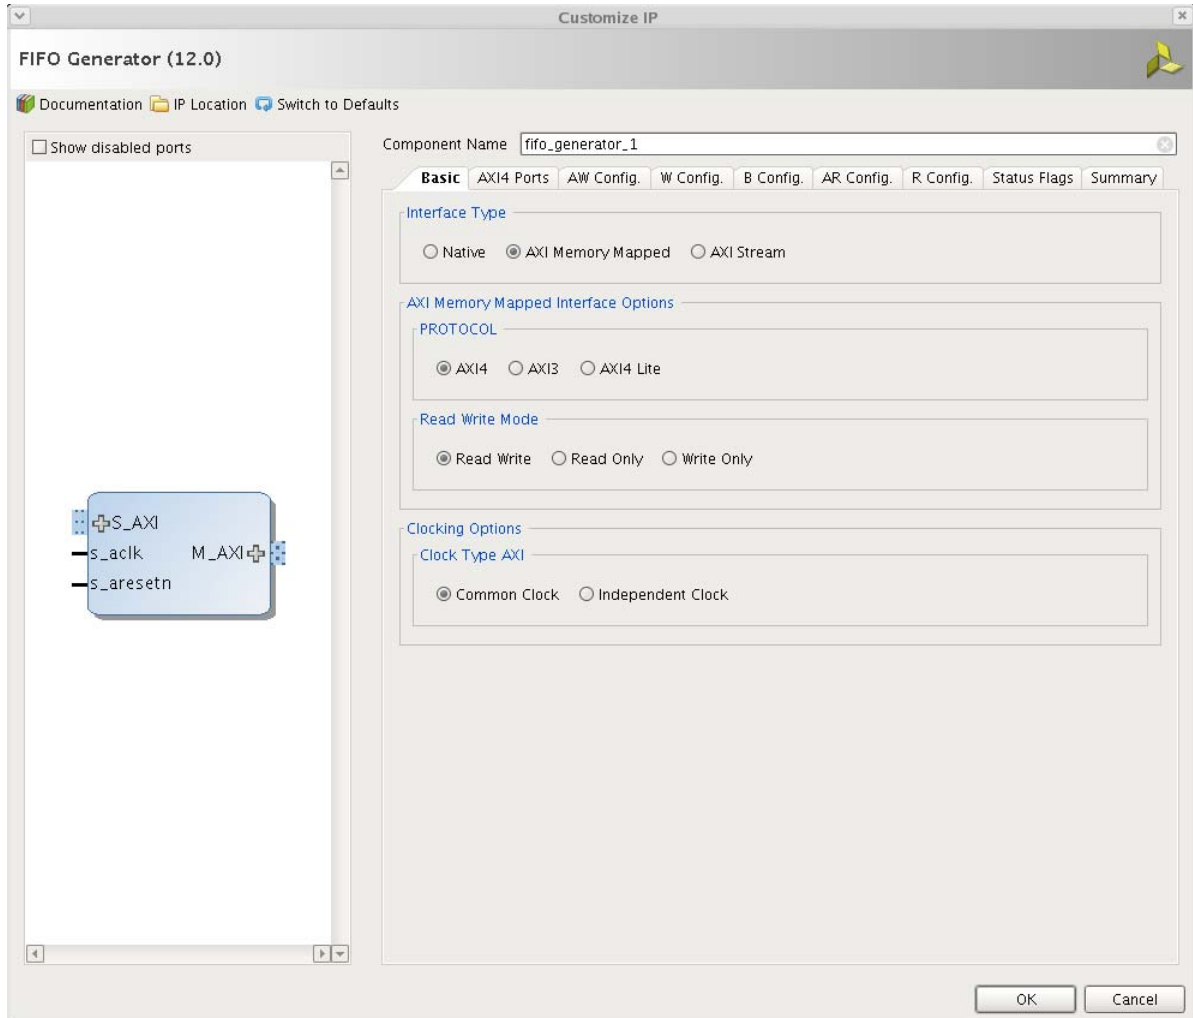 Customize IP
FIFO Generator (12.0)
Documentation IP Location Switch to Defaults
Show disabled ports
S_AXI
s_aclk M_AXI
s_aresetn
Component Name fifo_generator_1
Basic AXI4 Ports AW Config. W Config. B Config. AR Config. R Config. Status Flags Summary
Interface Type
Native AXI Memory Mapped AXI Stream
AXI Memory Mapped Interface Options
PROTOCOL
AXI4 AXI3 AXI4 Lite
Read Write Mode
Read Write Read Only Write Only
Clocking Options
Clock Type AXI
Common Clock Independent Clock
OK Cancel